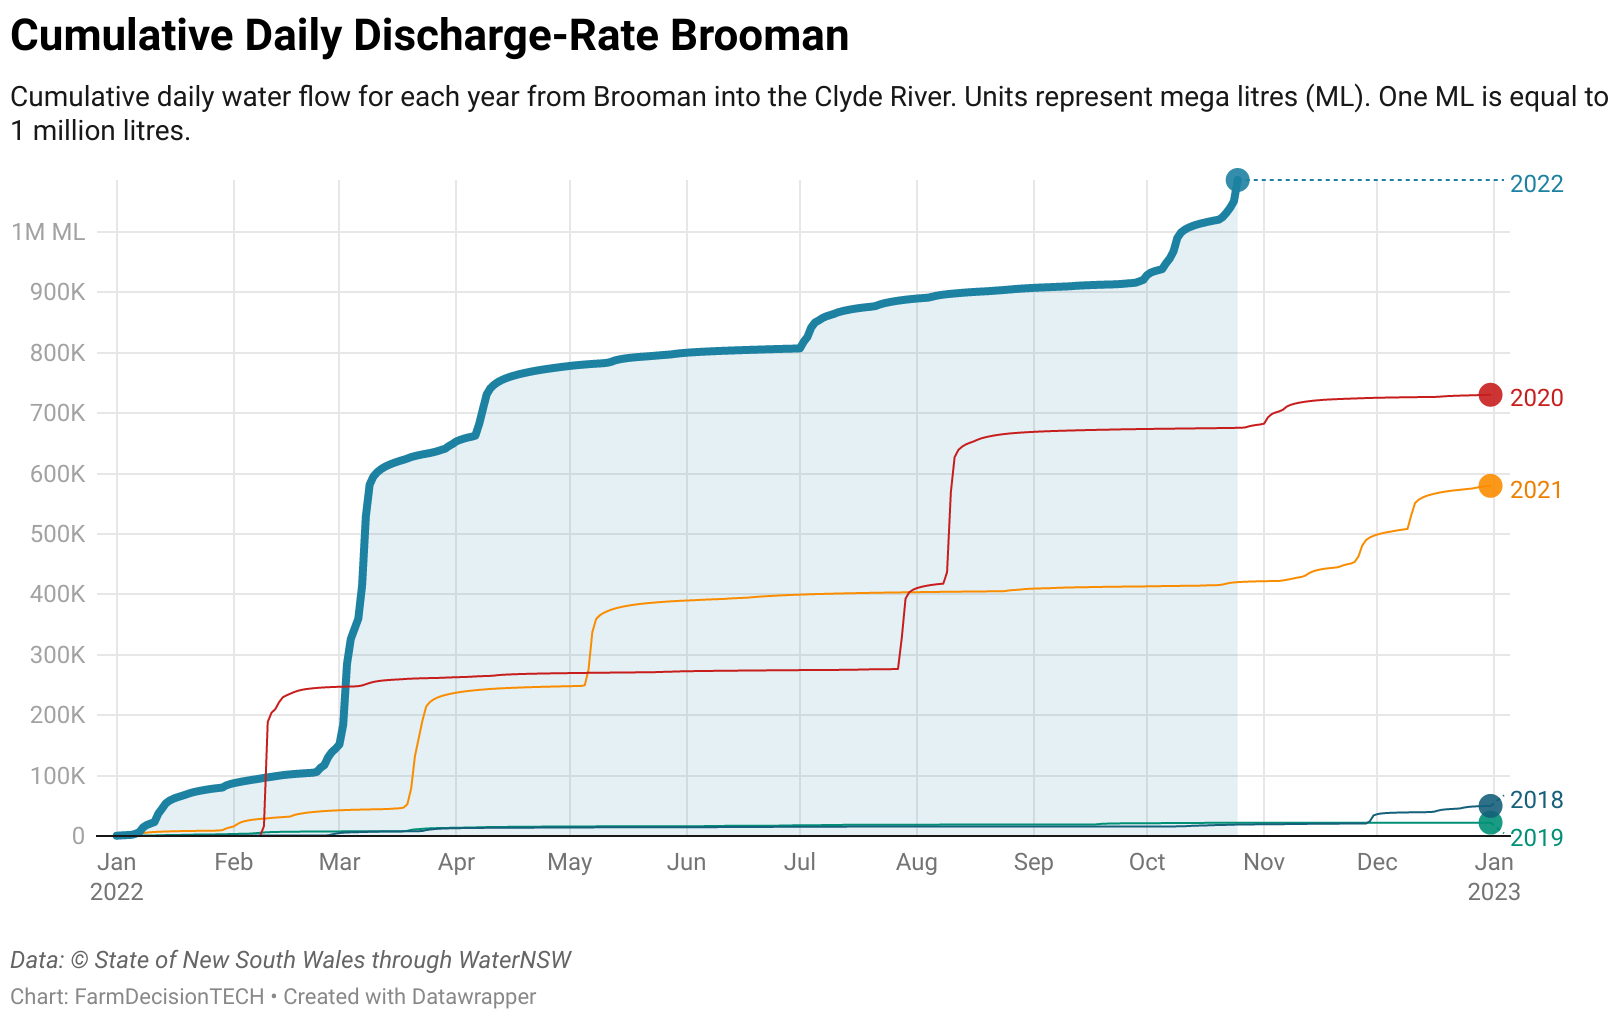 Cumulative Daily Discharge-Rate Brooman
Cumulative daily water flow for each year from Brooman into the Clyde River. Units represent mega litres (ML). One ML is equal to
1 million litres.
2022
1M ML
900K
800K
700K
2020
600K
2021
500K
400K
300K
200K
100K
2018
0
2019
Jan Feb Mar Apr May Jun Jul Aug Sep Oct Nov Dec Jan
2022 2023
Data: © State of New South Wales through WaterNSW
Chart: FarmDecisionTECH • Created with Datawrapper